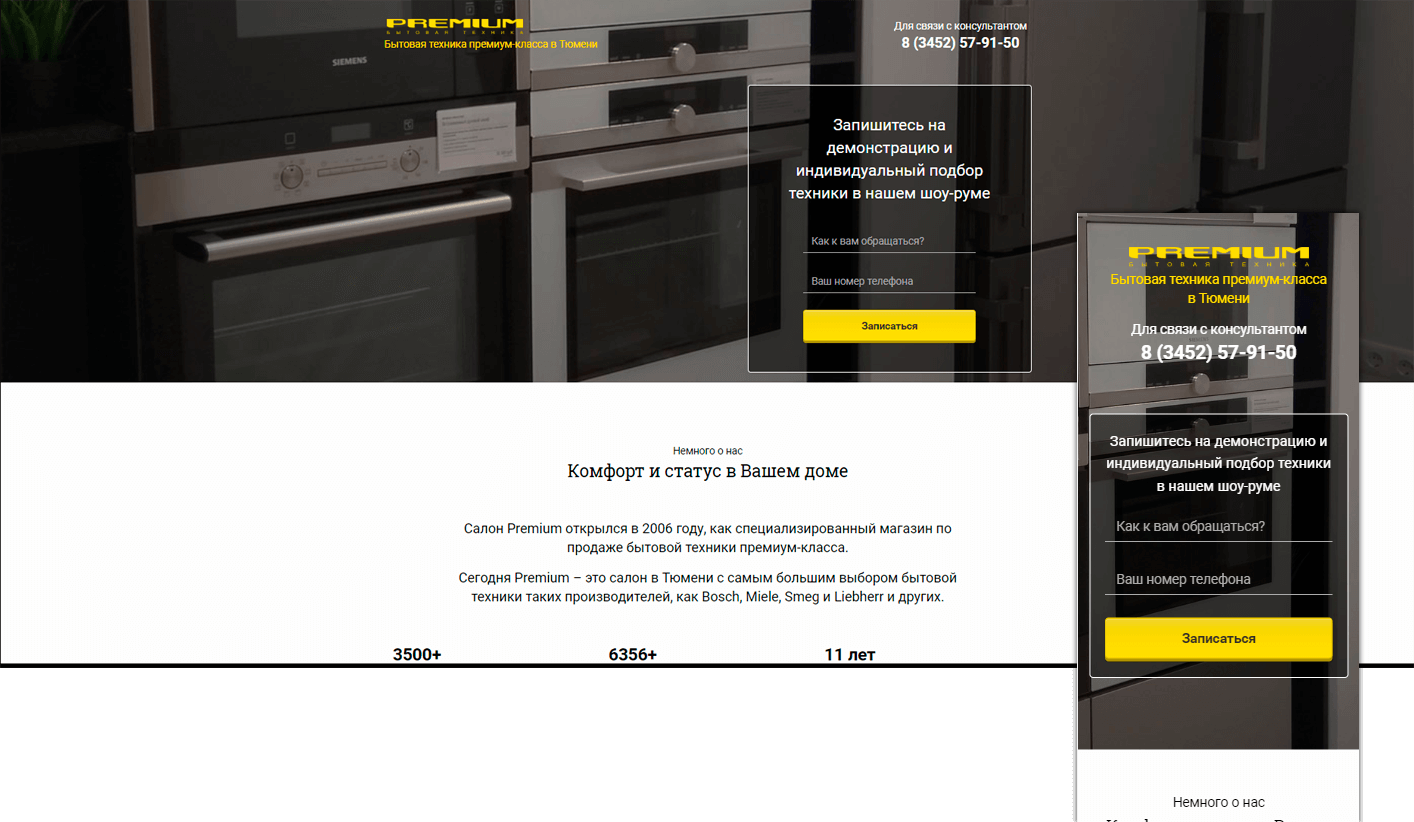 PREMIUM
БЫТОВАЯ ТЕХНИКА
Бытовая техника премиум-класса в Тюмени
Для связи с консультантом
8 (3452) 57-91-50
SIEMENS
Запишитесь на
демонстрацию и
индивидуальный подбор
техники в нашем шоу-руме
Как к вам обращаться?
Ваш номер телефона
Записаться
Немного о нас
Комфорт и статус в Вашем доме
Салон Premium открылся в 2006 году, как специализированный магазин по
продаже бытовой техники премиум-класса.
Сегодня Premium – это салон в Тюмени с самым большим выбором бытовой
техники таких производителей, как Bosch, Miele, Smeg и Liebherr и других.
3500+
6356+
11 лет
PREMIUM
БЫТОВАЯ ТЕХНИКА
Бытовая техника премиум-класса
в Тюмени
Для связи с консультантом
8 (3452) 57-91-50
Запишитесь на демонстрацию и
индивидуальный подбор техники
в нашем шоу-руме
Как к вам обращаться?
Ваш номер телефона
Записаться
Немного о нас